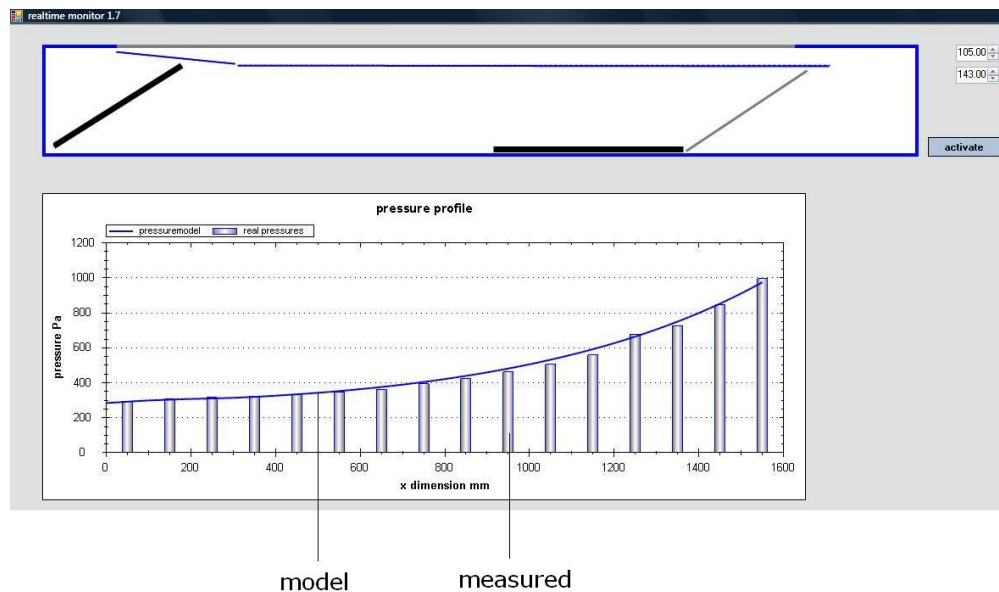 realtime monitor 1.7
105.00
143.00
activate
pressure profile
pressuremodel real pressures
1200
1000
800
600
400
200
0
pressure Pa
0 200 400 600 800 1000 1200 1400 1600
x dimension mm
model measured